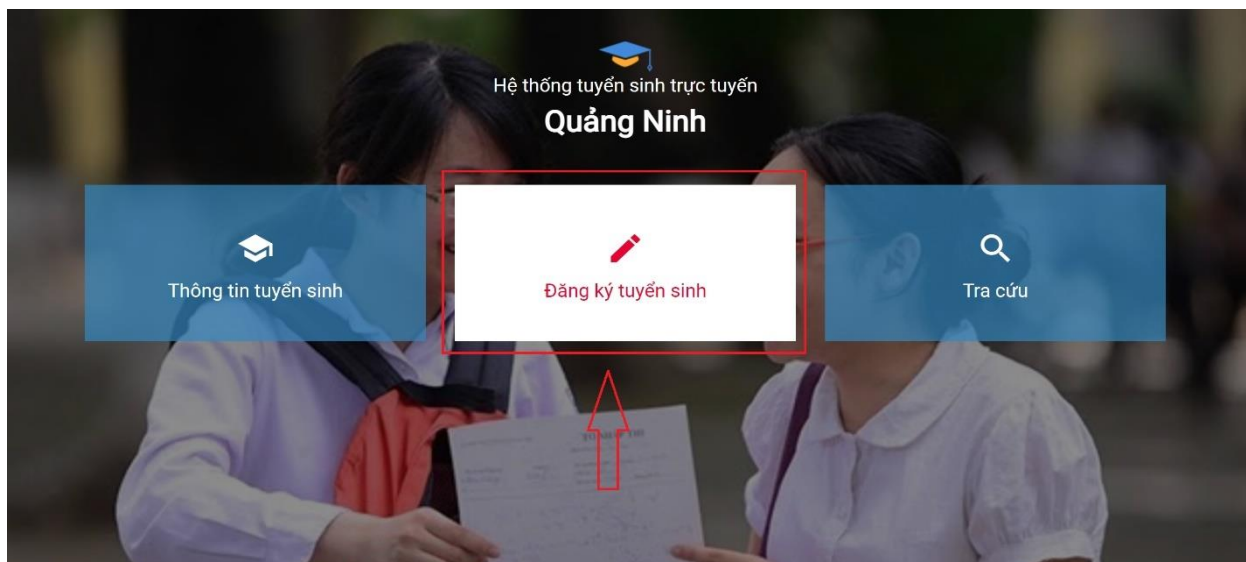 Hệ thống tuyển sinh trực tuyến
Quảng Ninh
Thông tin tuyển sinh
Đăng ký tuyển sinh
Tra cứu